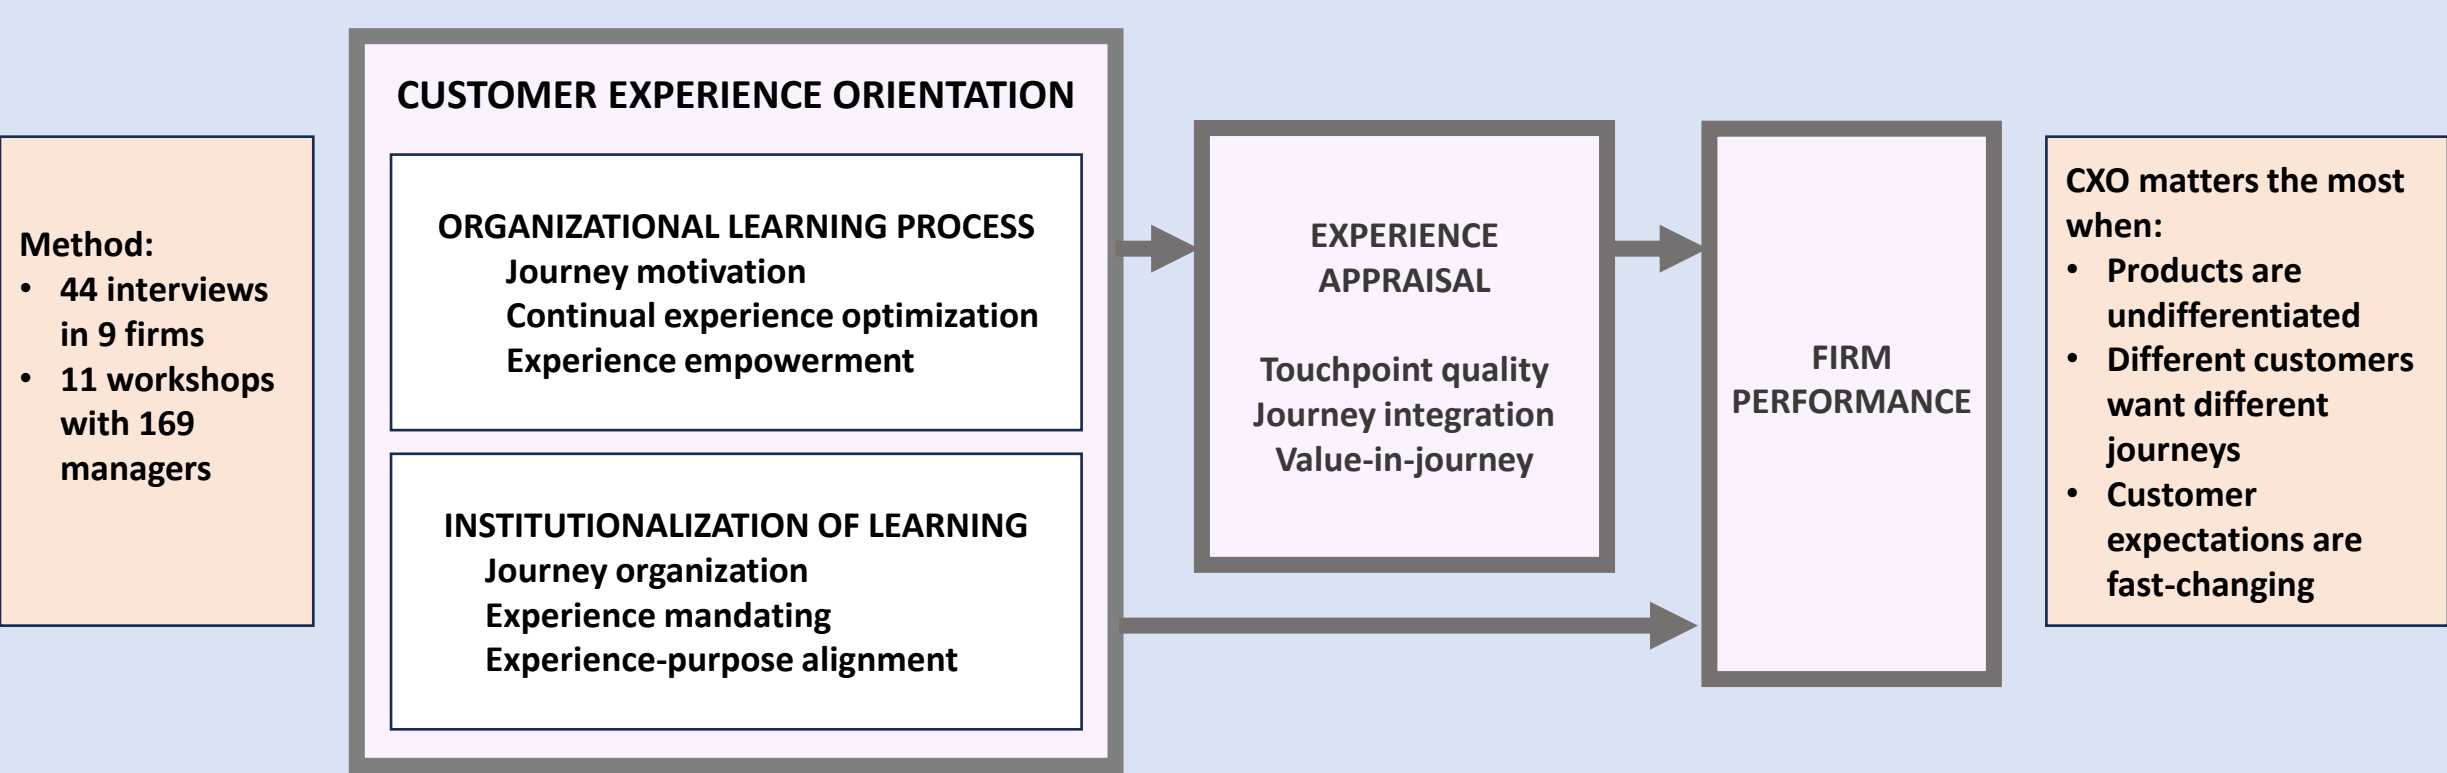 Method:
• 44 interviews
in 9 firms
• 11 workshops
with 169
managers
CUSTOMER EXPERIENCE ORIENTATION
ORGANIZATIONAL LEARNING PROCESS
Journey motivation
Continual experience optimization
Experience empowerment
INSTITUTIONALIZATION OF LEARNING
Journey organization
Experience mandating
Experience-purpose alignment
EXPERIENCE
APPRAISAL
Touchpoint quality
Journey integration
Value-in-journey
FIRM
PERFORMANCE
CXO matters the most
when:
• Products are
undifferentiated
• Different customers
want different
journeys
• Customer
expectations are
fast-changing